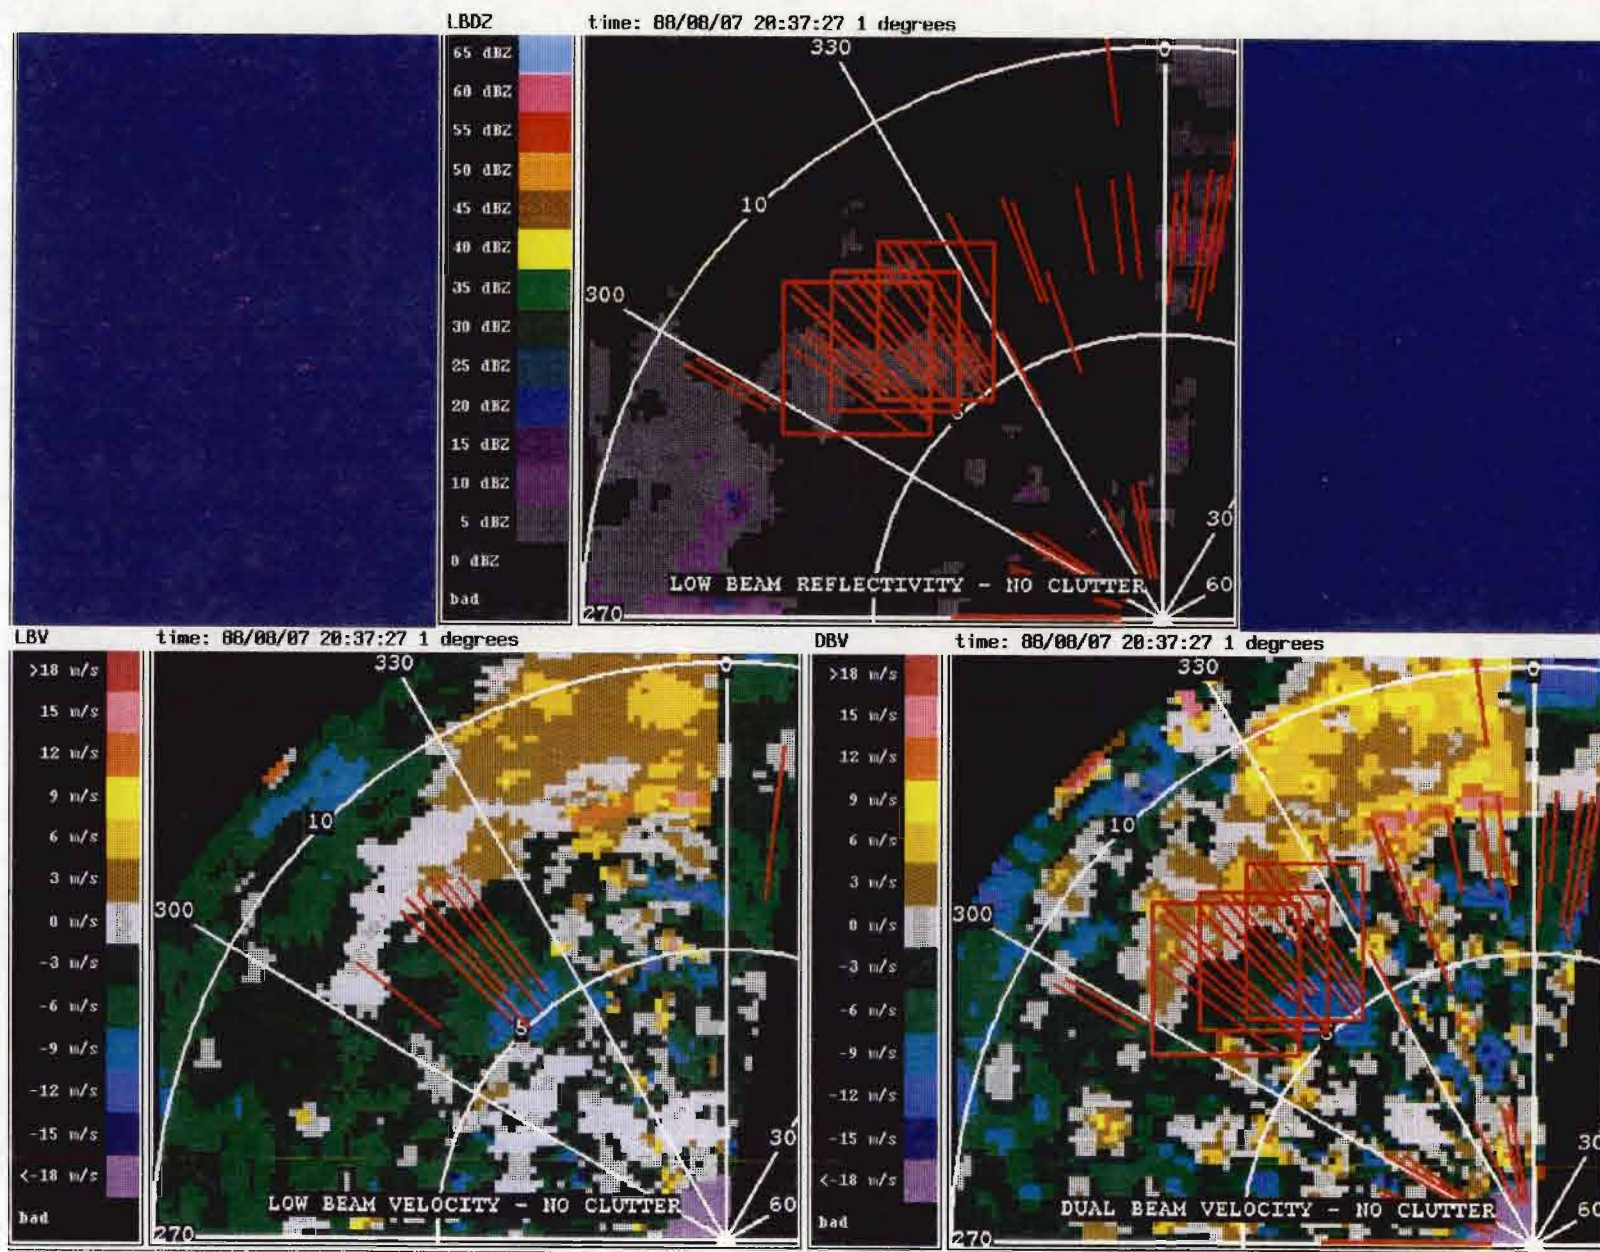 LBDZ
time: 88/08/07 20:37:27 1 degrees
65 dBZ
60 dBZ
55 dBZ
50 dBZ
45 dBZ
40 dBZ
35 dBZ
30 dBZ
25 dBZ
20 dBZ
15 dBZ
10 dBZ
5 dBZ
0 dBZ
bad
330
0
10
300
5
30
60
270
LOW BEAM REFLECTIVITY - NO CLUTTER
LBV
time: 88/08/07 20:37:27 1 degrees
>18 m/s
15 m/s
12 m/s
9 m/s
6 m/s
3 m/s
0 m/s
-3 m/s
-6 m/s
-9 m/s
-12 m/s
-15 m/s
<-18 m/s
bad
330
0
10
300
5
30
60
270
LOW BEAM VELOCITY - NO CLUTTER
DBV
time: 88/08/07 20:37:27 1 degrees
>18 m/s
15 m/s
12 m/s
9 m/s
6 m/s
3 m/s
0 m/s
-3 m/s
-6 m/s
-9 m/s
-12 m/s
-15 m/s
<-18 m/s
bad
330
0
10
300
5
30
60
270
DUAL BEAM VELOCITY - NO CLUTTER